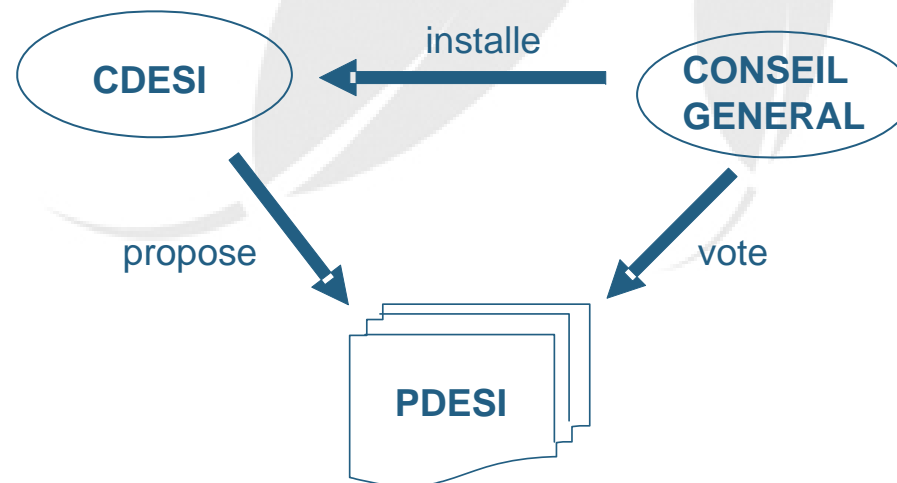 installe
CDESI
CONSEIL
GENERAL
propose
vote
PDESI